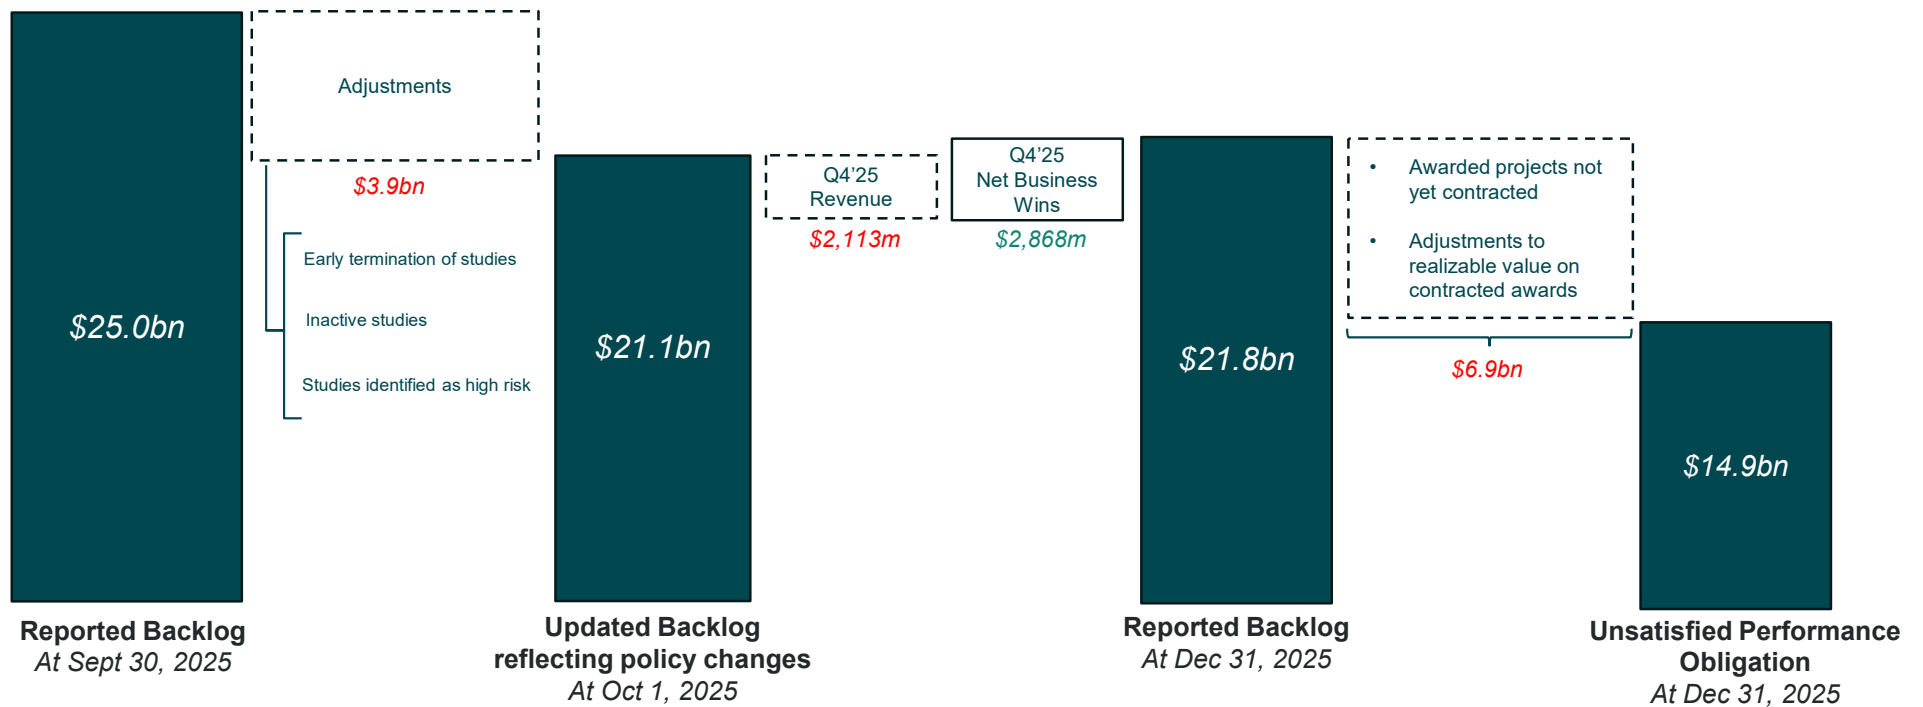 $25.0bn
Reported Backlog
At Sept 30, 2025
Adjustments
$3.9bn
Early termination of studies
Inactive studies
Studies identified as high risk
$21.1bn
Updated Backlog
reflecting policy changes
At Oct 1, 2025
Q4’25
Revenue
$2,113m
Q4’25
Net Business
Wins
$2,868m
$21.8bn
Reported Backlog
At Dec 31, 2025
• Awarded projects not
yet contracted
• Adjustments to
realizable value on
contracted awards
$6.9bn
$14.9bn
Unsatisfied Performance
Obligation
At Dec 31, 2025